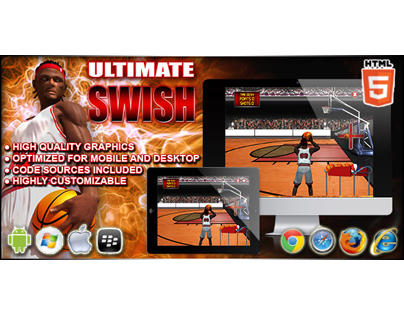 ULTIMATE
SWISH
HTML
5
• HIGH QUALITY GRAPHICS
• OPTIMIZED FOR MOBILE AND DESKTOP
• CODE SOURCES INCLUDED
• HIGHLY CUSTOMIZABLE